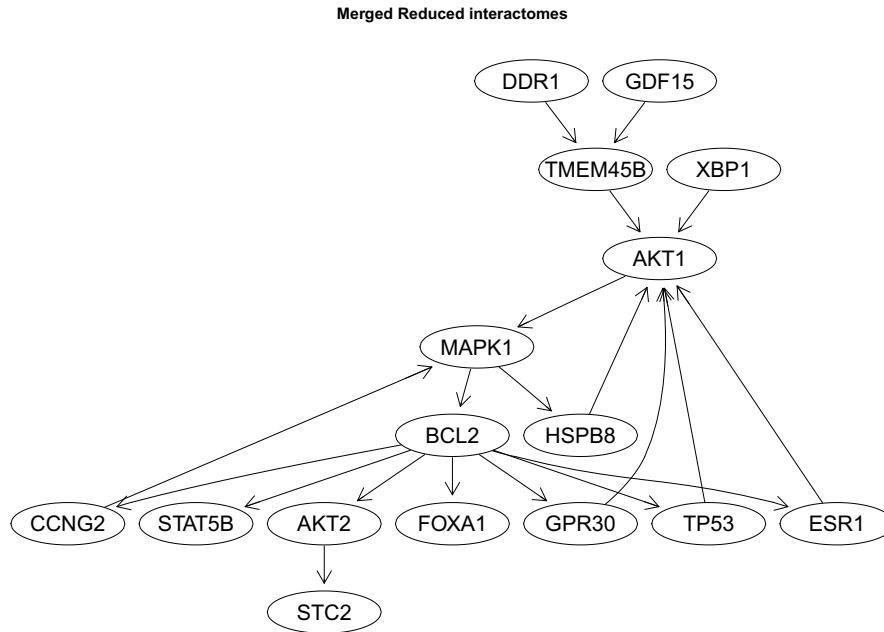 Merged Reduced interactomes
DDR1 GDF15
TMEM45B XBP1
AKT1
MAPK1
BCL2 HSPB8
CCNG2 STAT5B AKT2 FOXA1 GPR30 TP53 ESR1
STC2